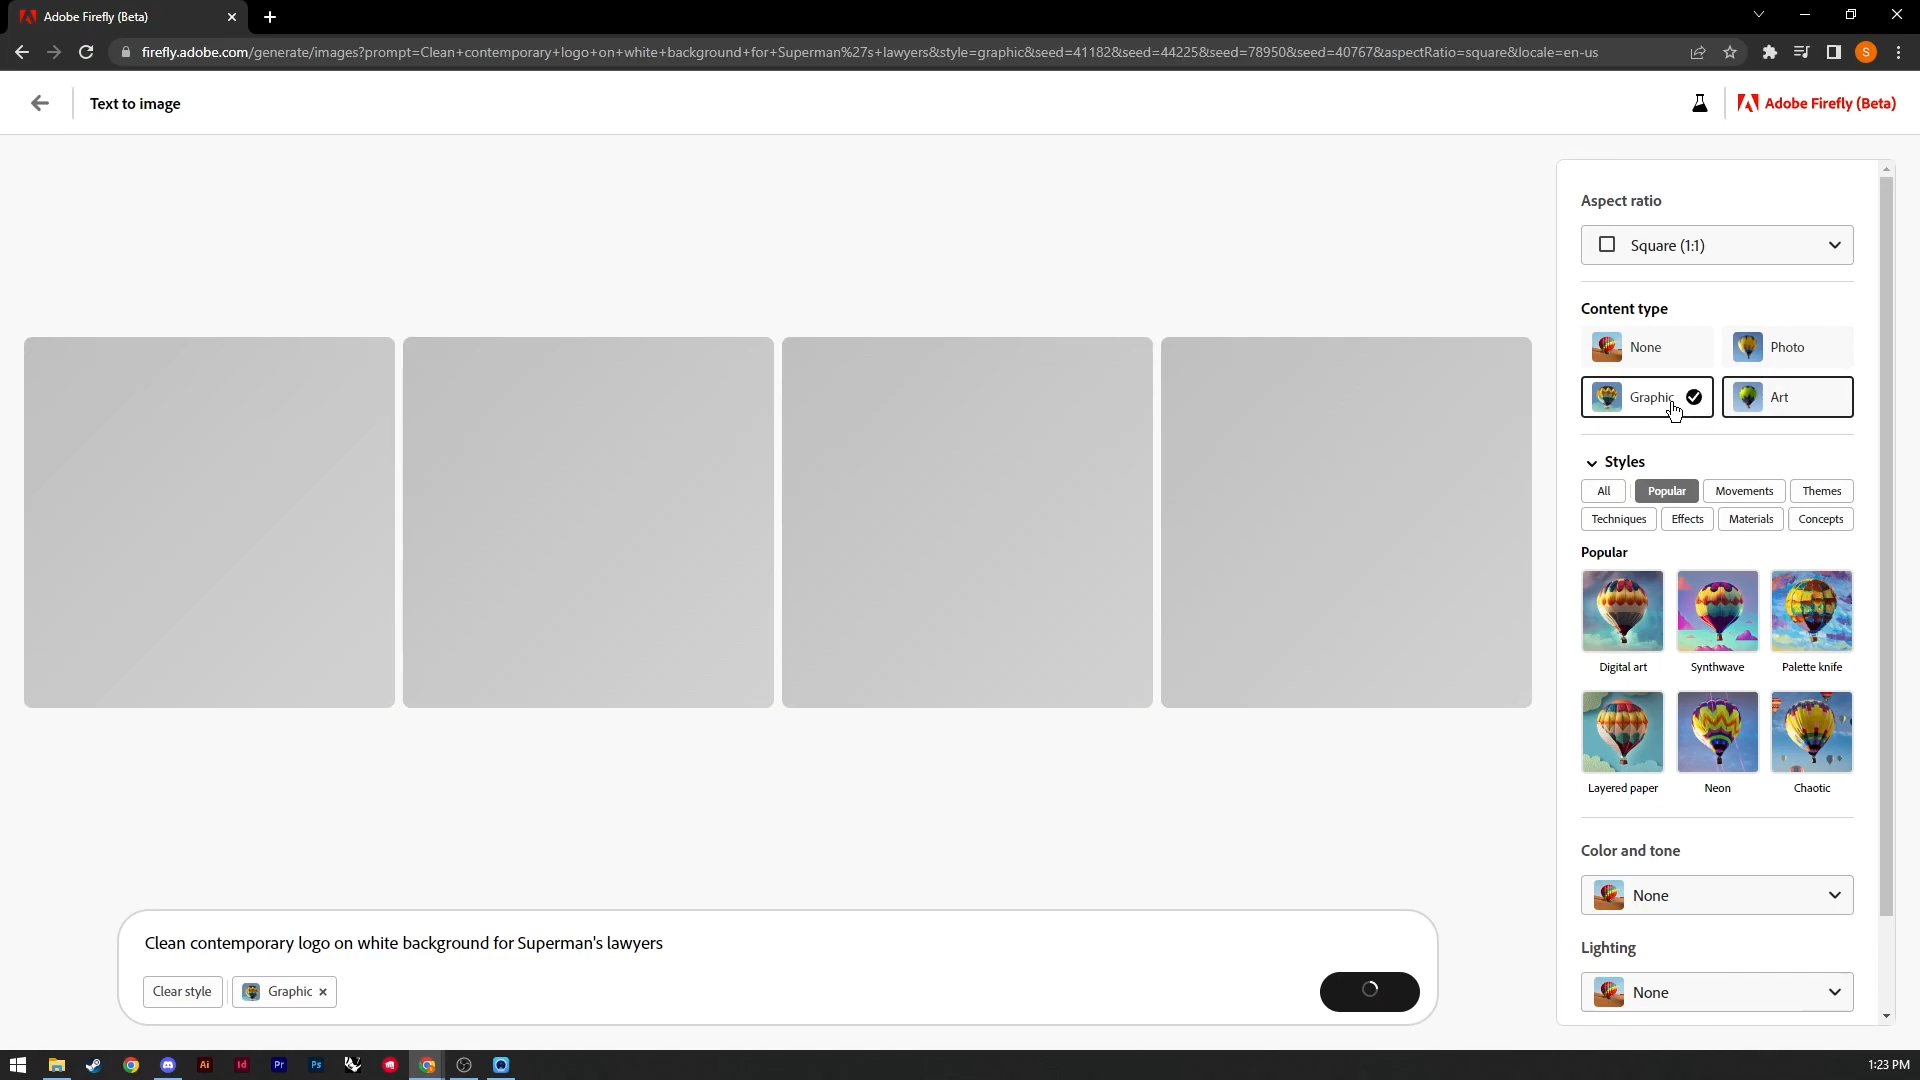 Adobe Firefly (Beta)
firefly.adobe.com/generate/images?prompt=Clean+contemporary+logo+on+white+background+for+Superman%27s+lawyers&style=graphic&seed=41182&seed=44225&seed=78950&seed=40767&aspectRatio=square&locale=en-us
S
Text to image
Adobe Firefly (Beta)
Aspect ratio
Square (1:1)
Content type
None
Photo
Graphic
Art
Styles
All
Popular
Movements
Themes
Techniques
Effects
Materials
Concepts
Popular
Digital art
Synthwave
Palette knife
Layered paper
Neon
Chaotic
Color and tone
None
Lighting
None
Clean contemporary logo on white background for Superman's lawyers
Clear style
Graphic
Ai
Id
Pr
Ps
1:23 PM